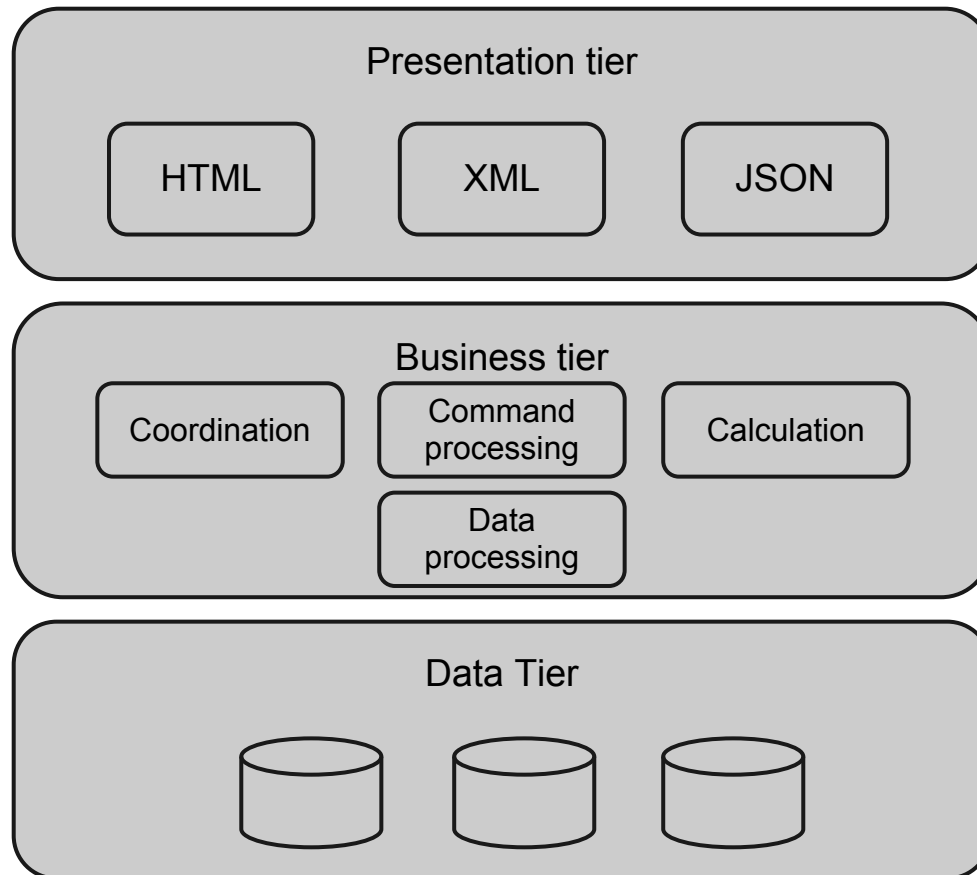 Presentation tier
HTML XML JSON
Business tier
Coordination
Command
processing
Calculation
Data
processing
Data Tier